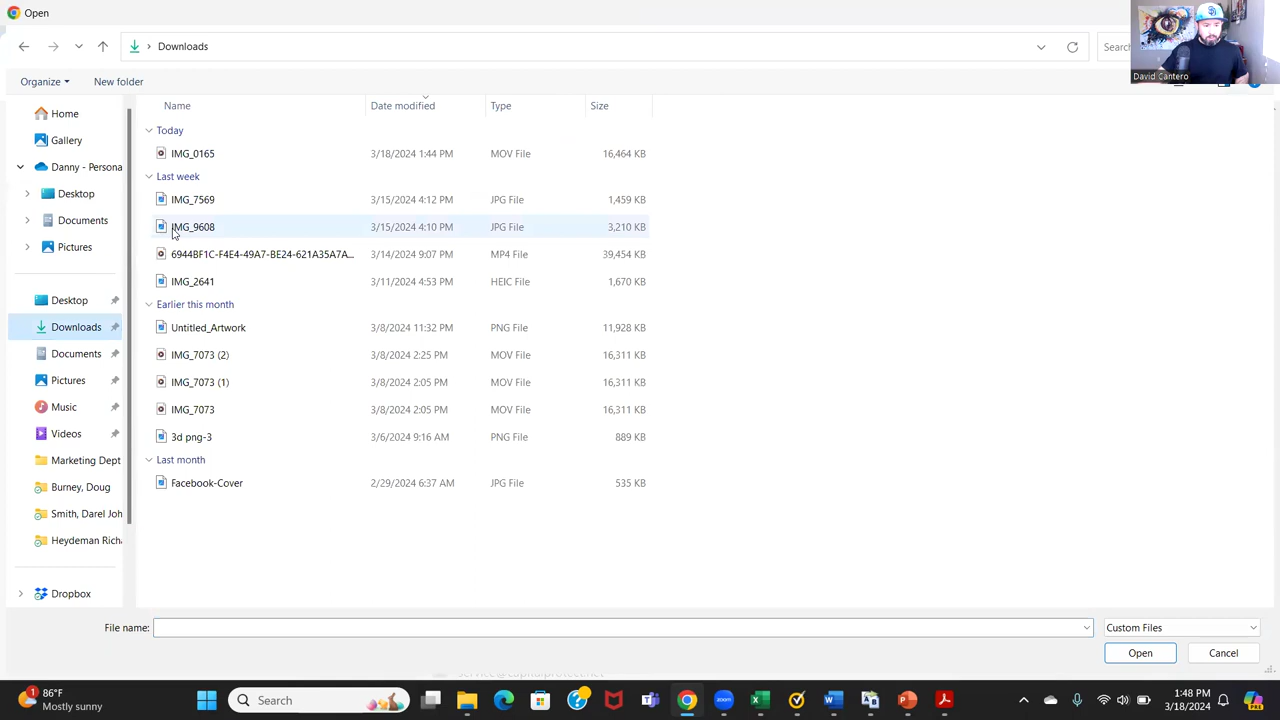 Open
Downloads
Search
David Cantero
Organize
New folder
Name Date modified Type Size
Today
IMG_0165 3/18/2024 1:44 PM MOV File 16,464 KB
Last week
IMG_7569 3/15/2024 4:12 PM JPG File 1,459 KB
IMG_9608 3/15/2024 4:10 PM JPG File 3,210 KB
6944BF1C-F4E4-49A7-BE24-621A35A7A... 3/14/2024 9:07 PM MP4 File 39,454 KB
IMG_2641 3/11/2024 4:53 PM HEIC File 1,670 KB
Earlier this month
Untitled_Artwork 3/8/2024 11:32 PM PNG File 11,928 KB
IMG_7073 (2) 3/8/2024 2:25 PM MOV File 16,311 KB
IMG_7073 (1) 3/8/2024 2:05 PM MOV File 16,311 KB
IMG_7073 3/8/2024 2:05 PM MOV File 16,311 KB
3d png-3 3/6/2024 9:16 AM PNG File 889 KB
Last month
Facebook-Cover 2/29/2024 6:37 AM JPG File 535 KB
Home
Gallery
Danny - Persona
Desktop
Documents
Pictures
Desktop
Downloads
Documents
Pictures
Music
Videos
Marketing Dept
Burney, Doug
Smith, Darel Joh
Heydeman Rich
Dropbox
File name:
Custom Files
Open
Cancel
1
86°F
Mostly sunny
Search
1:48 PM
3/18/2024